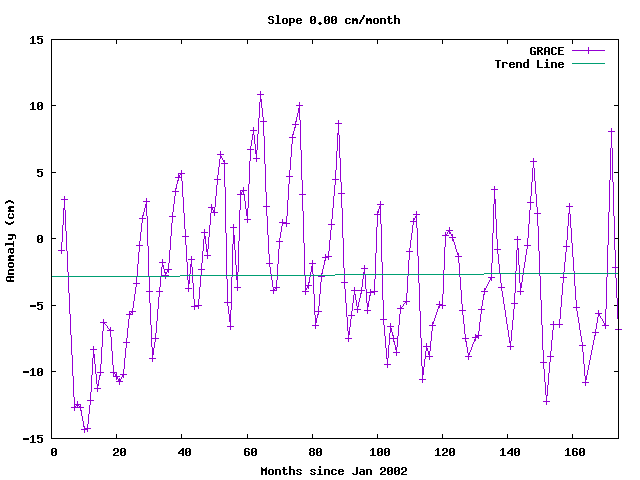 Slope 0.00 cm/month
GRACE
Trend Line
15
10
5
0
-5
-10
-15
Anomaly (cm)
0 20 40 60 80 100 120 140 160
Months since Jan 2002